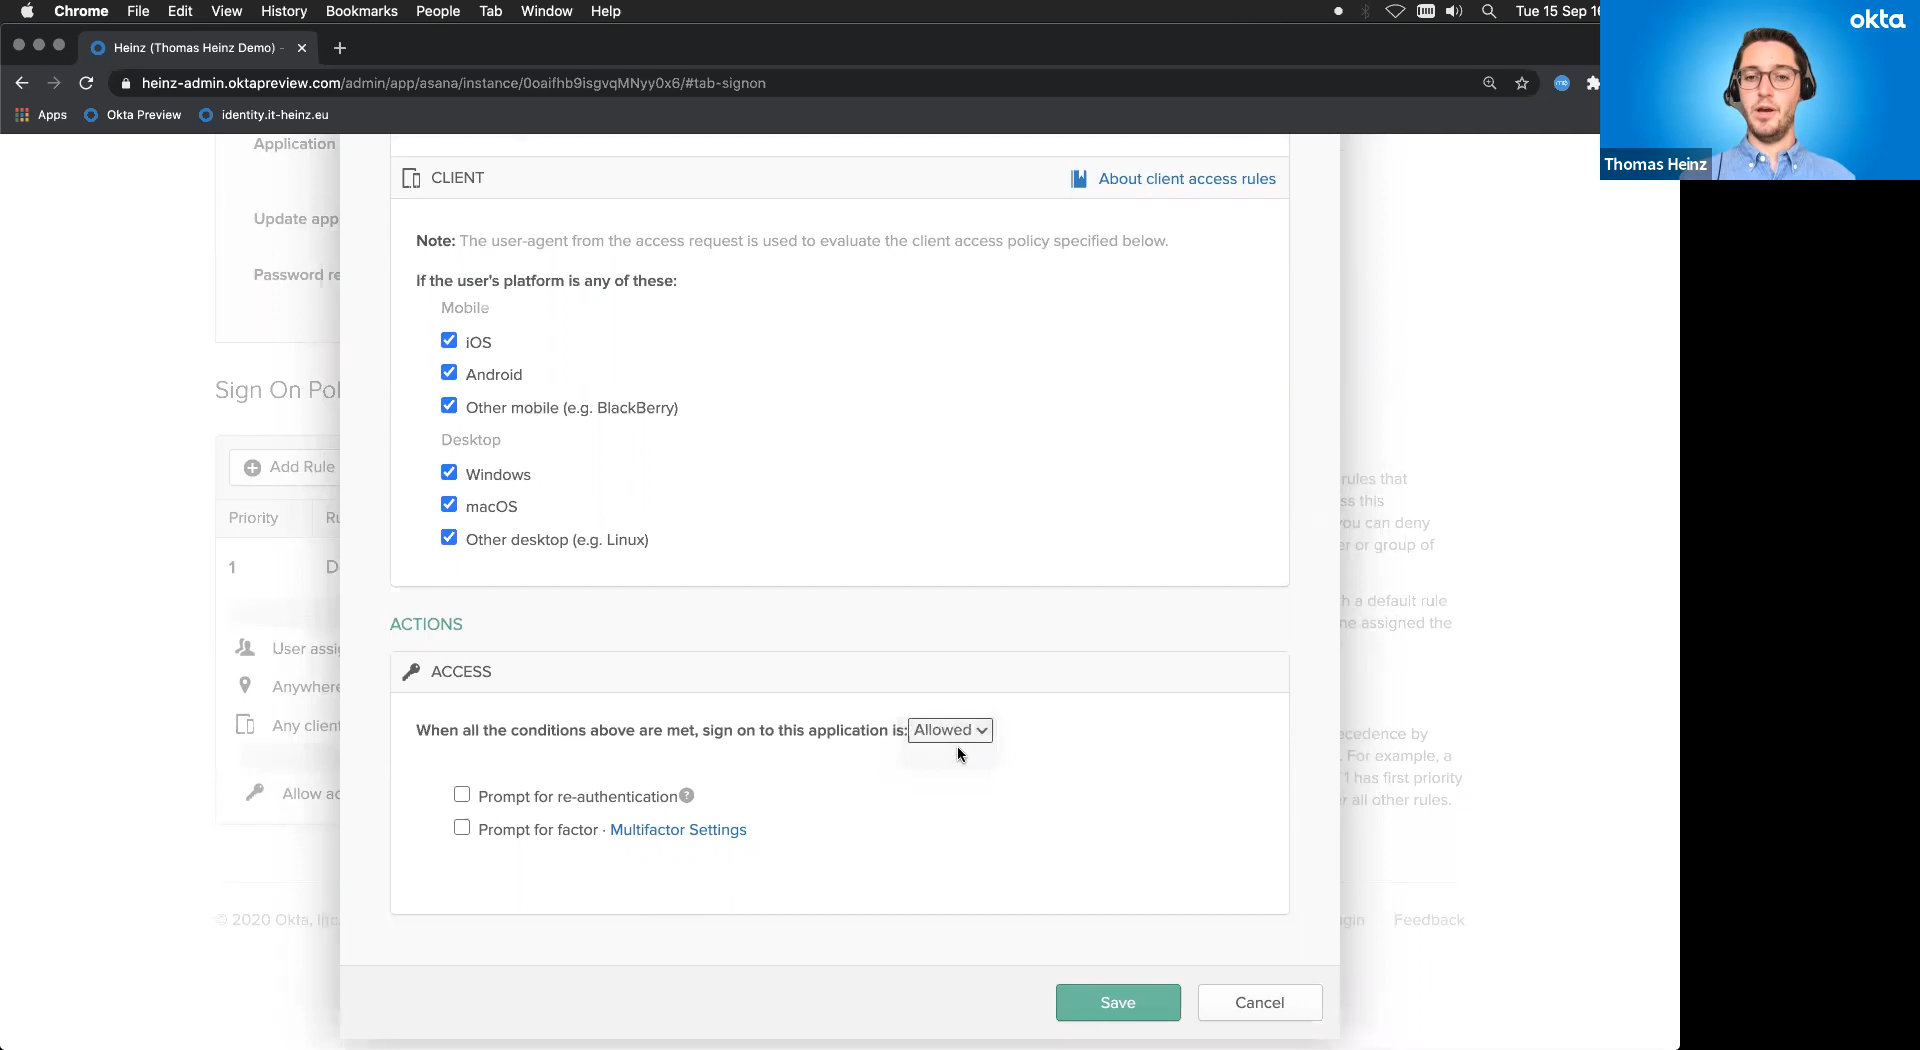 Chrome File Edit View History Bookmarks People Tab Window Help
Tue 15 Sep 16
okta
Heinz (Thomas Heinz Demo) -
heinz-admin.oktapreview.com/admin/app/asana/instance/0oaifhb9isgvqMNyy0x6/#tab-signon
Apps Okta Preview identity.it-heinz.eu
Thomas Heinz
Application
Update app
Password re
Sign On Pol
Add Rule
Priority Ru
1 D
User assig
Anywhere
Any client
Allow ac
© 2020 Okta, Inc.
CLIENT
About client access rules
Note: The user-agent from the access request is used to evaluate the client access policy specified below.
If the user's platform is any of these:
Mobile
iOS
Android
Other mobile (e.g. BlackBerry)
Desktop
Windows
macOS
Other desktop (e.g. Linux)
ACTIONS
ACCESS
When all the conditions above are met, sign on to this application is: Allowed
Prompt for re-authentication ?
Prompt for factor · Multifactor Settings
Save Cancel
rules that
ss this
you can deny
er or group of
h a default rule
ne assigned the
ecedence by
. For example, a
1 has first priority
r all other rules.
gin Feedback